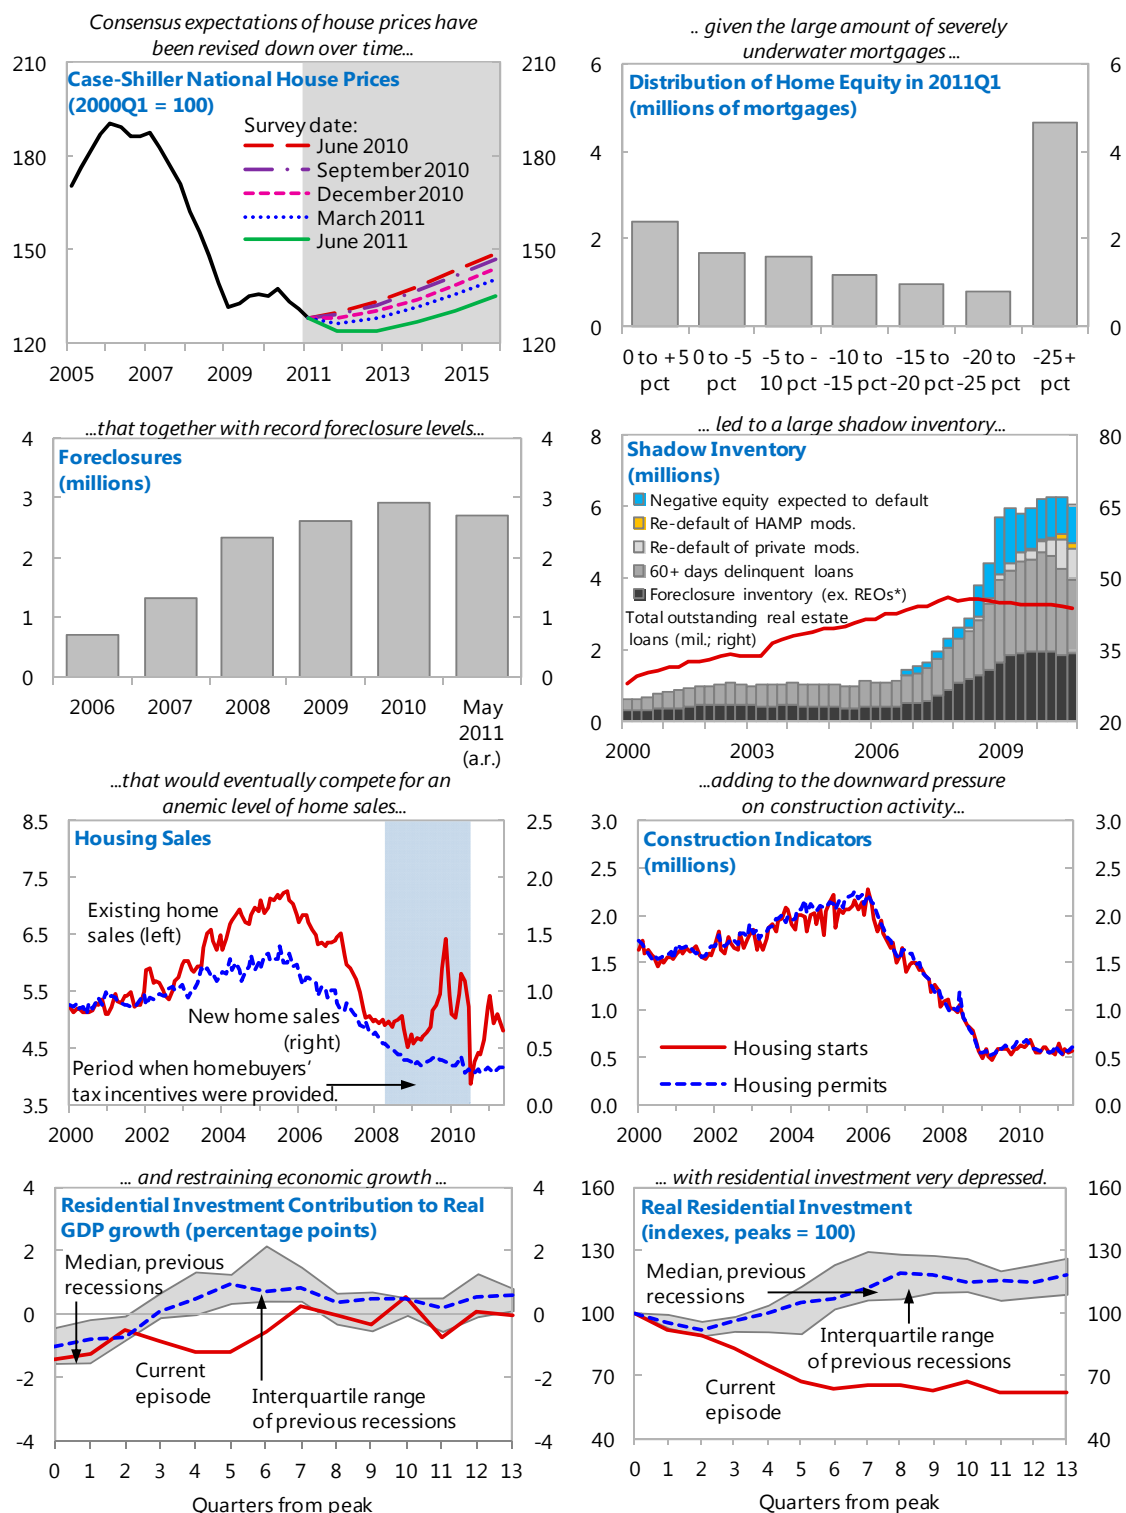 Consensus expectations of house prices have
been revised down over time...
210
210
Case-Shiller National House Prices
(2000Q1 = 100)
Survey date:
June 2010
September 2010
December 2010
March 2011
June 2011
180
180
150
150
120
120
2005
2007
2009
2011
2013
2015
.. given the large amount of severely
underwater mortgages ...
6
6
Distribution of Home Equity in 2011Q1
(millions of mortgages)
4
4
2
2
0
0
0 to +5
pct
0 to -5
pct
-5 to -
10 pct
-10 to
-15 pct
-15 to
-20 pct
-20 to
-25 pct
-25+
pct
...that together with record foreclosure levels...
4
4
Foreclosures
(millions)
3
3
2
2
1
1
0
0
2006
2007
2008
2009
2010
May
2011
(a.r.)
... led to a large shadow inventory...
8
80
Shadow Inventory
(millions)
Negative equity expected to default
Re-default of HAMP mods.
Re-default of private mods.
60+ days delinquent loans
Foreclosure inventory (ex. REOs*)
Total outstanding real estate
loans (mil.; right)
6
65
4
50
2
35
0
20
2000
2003
2006
2009
...that would eventually compete for an
anemic level of home sales...
8.5
2.5
Housing Sales
7.5
2.0
Existing home
sales (left)
6.5
1.5
5.5
1.0
New home sales
(right)
4.5
0.5
Period when homebuyers'
tax incentives were provided.
3.5
0.0
2000
2002
2004
2006
2008
2010
...adding to the downward pressure
on construction activity...
3.0
3.0
Construction Indicators
(millions)
2.5
2.5
2.0
2.0
1.5
1.5
1.0
1.0
Housing starts
0.5
0.5
Housing permits
0.0
0.0
2000
2002
2004
2006
2008
2010
... and restraining economic growth ...
4
4
Residential Investment Contribution to Real
GDP growth (percentage points)
2
2
Median, previous
recessions
0
0
Current
episode
Interquartile range
of previous recessions
-2
-2
-4
-4
0 1 2 3 4 5 6 7 8 9 10 11 12 13
Quarters from peak
... with residential investment very depressed.
160
160
Real Residential Investment
(indexes, peaks = 100)
130
130
Median, previous
recessions
100
100
Interquartile range
of previous recessions
70
70
Current
episode
40
40
0 1 2 3 4 5 6 7 8 9 10 11 12 13
Quarters from peak